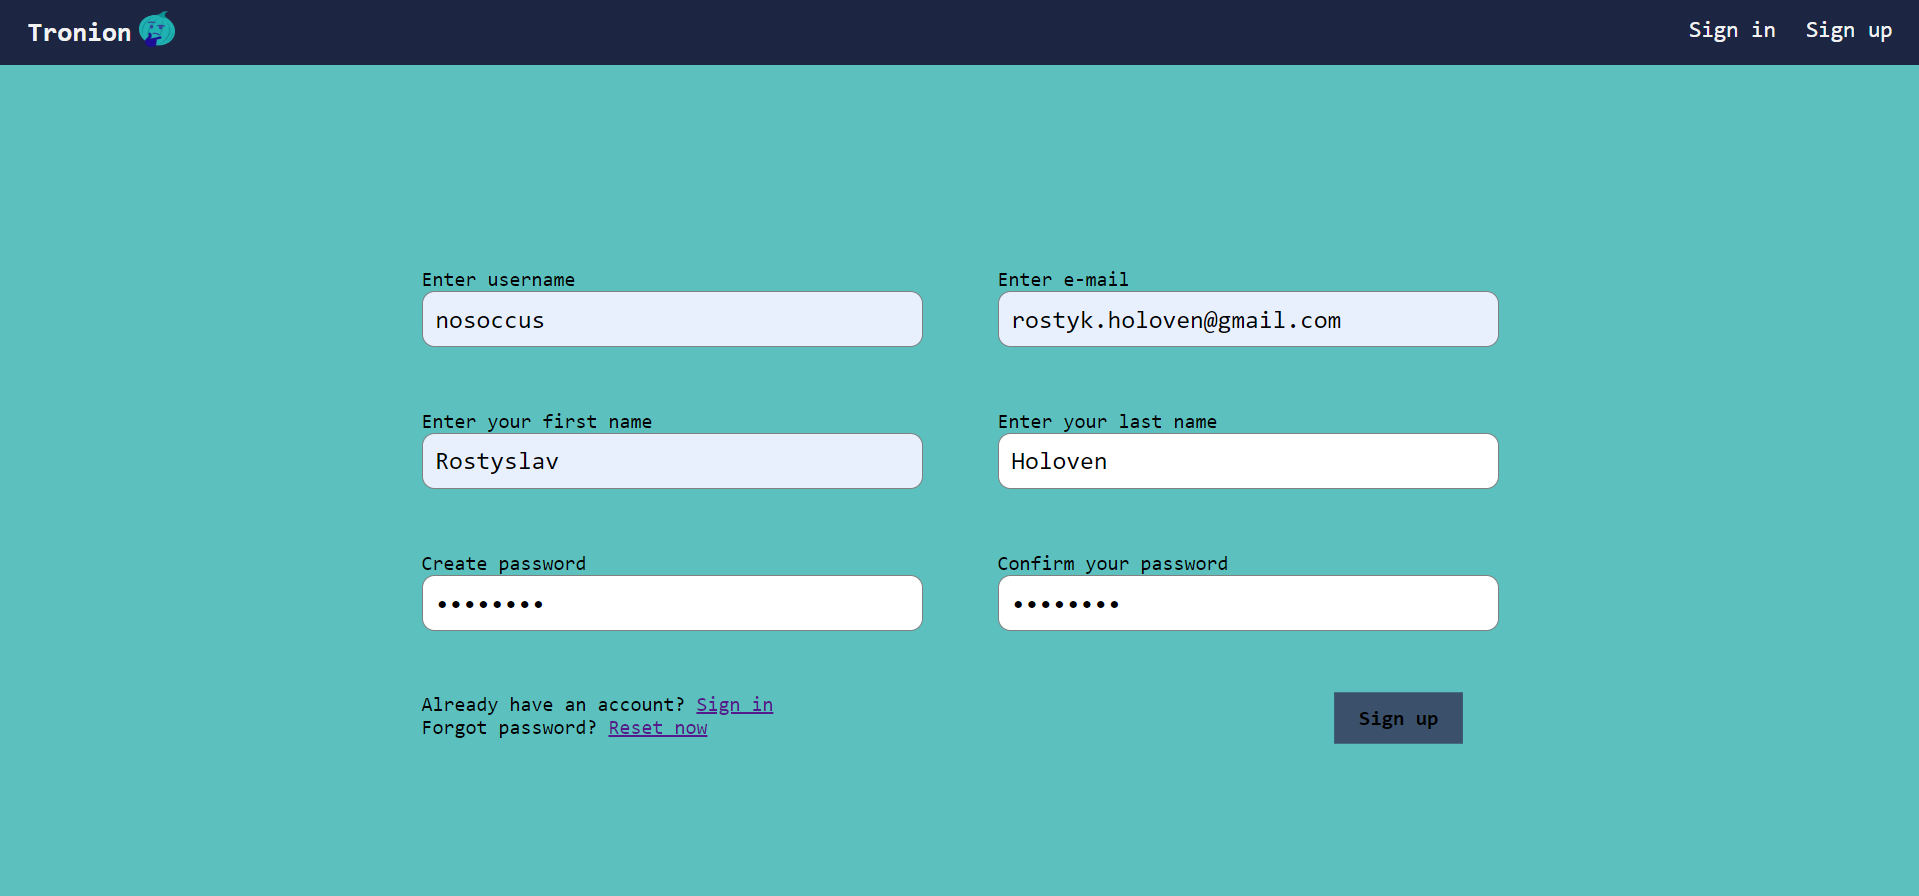 Tronion
Sign in Sign up
Enter username
Enter e-mail
nosoccus
rostyk.holoven@gmail.com
Enter your first name
Enter your last name
Rostyslav
Holoven
Create password
Confirm your password
••••••••
••••••••
Already have an account? Sign in
Forgot password? Reset now
Sign up